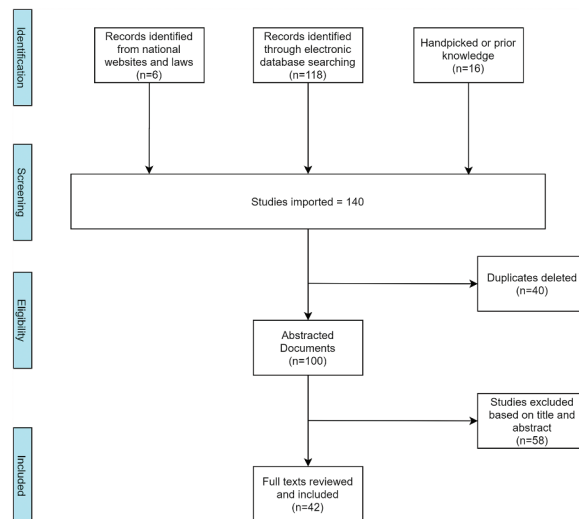 Identification
Records identified
from national
websites and laws
(n=6)
Records identified
through electronic
database searching
(n=118)
Handpicked or prior
knowledge
(n=16)
Screening
Studies imported = 140
Eligibility
Duplicates deleted
(n=40)
Abstracted
Documents
(n=100)
Studies excluded
based on title and
abstract
(n=58)
Included
Full texts reviewed
and included
(n=42)